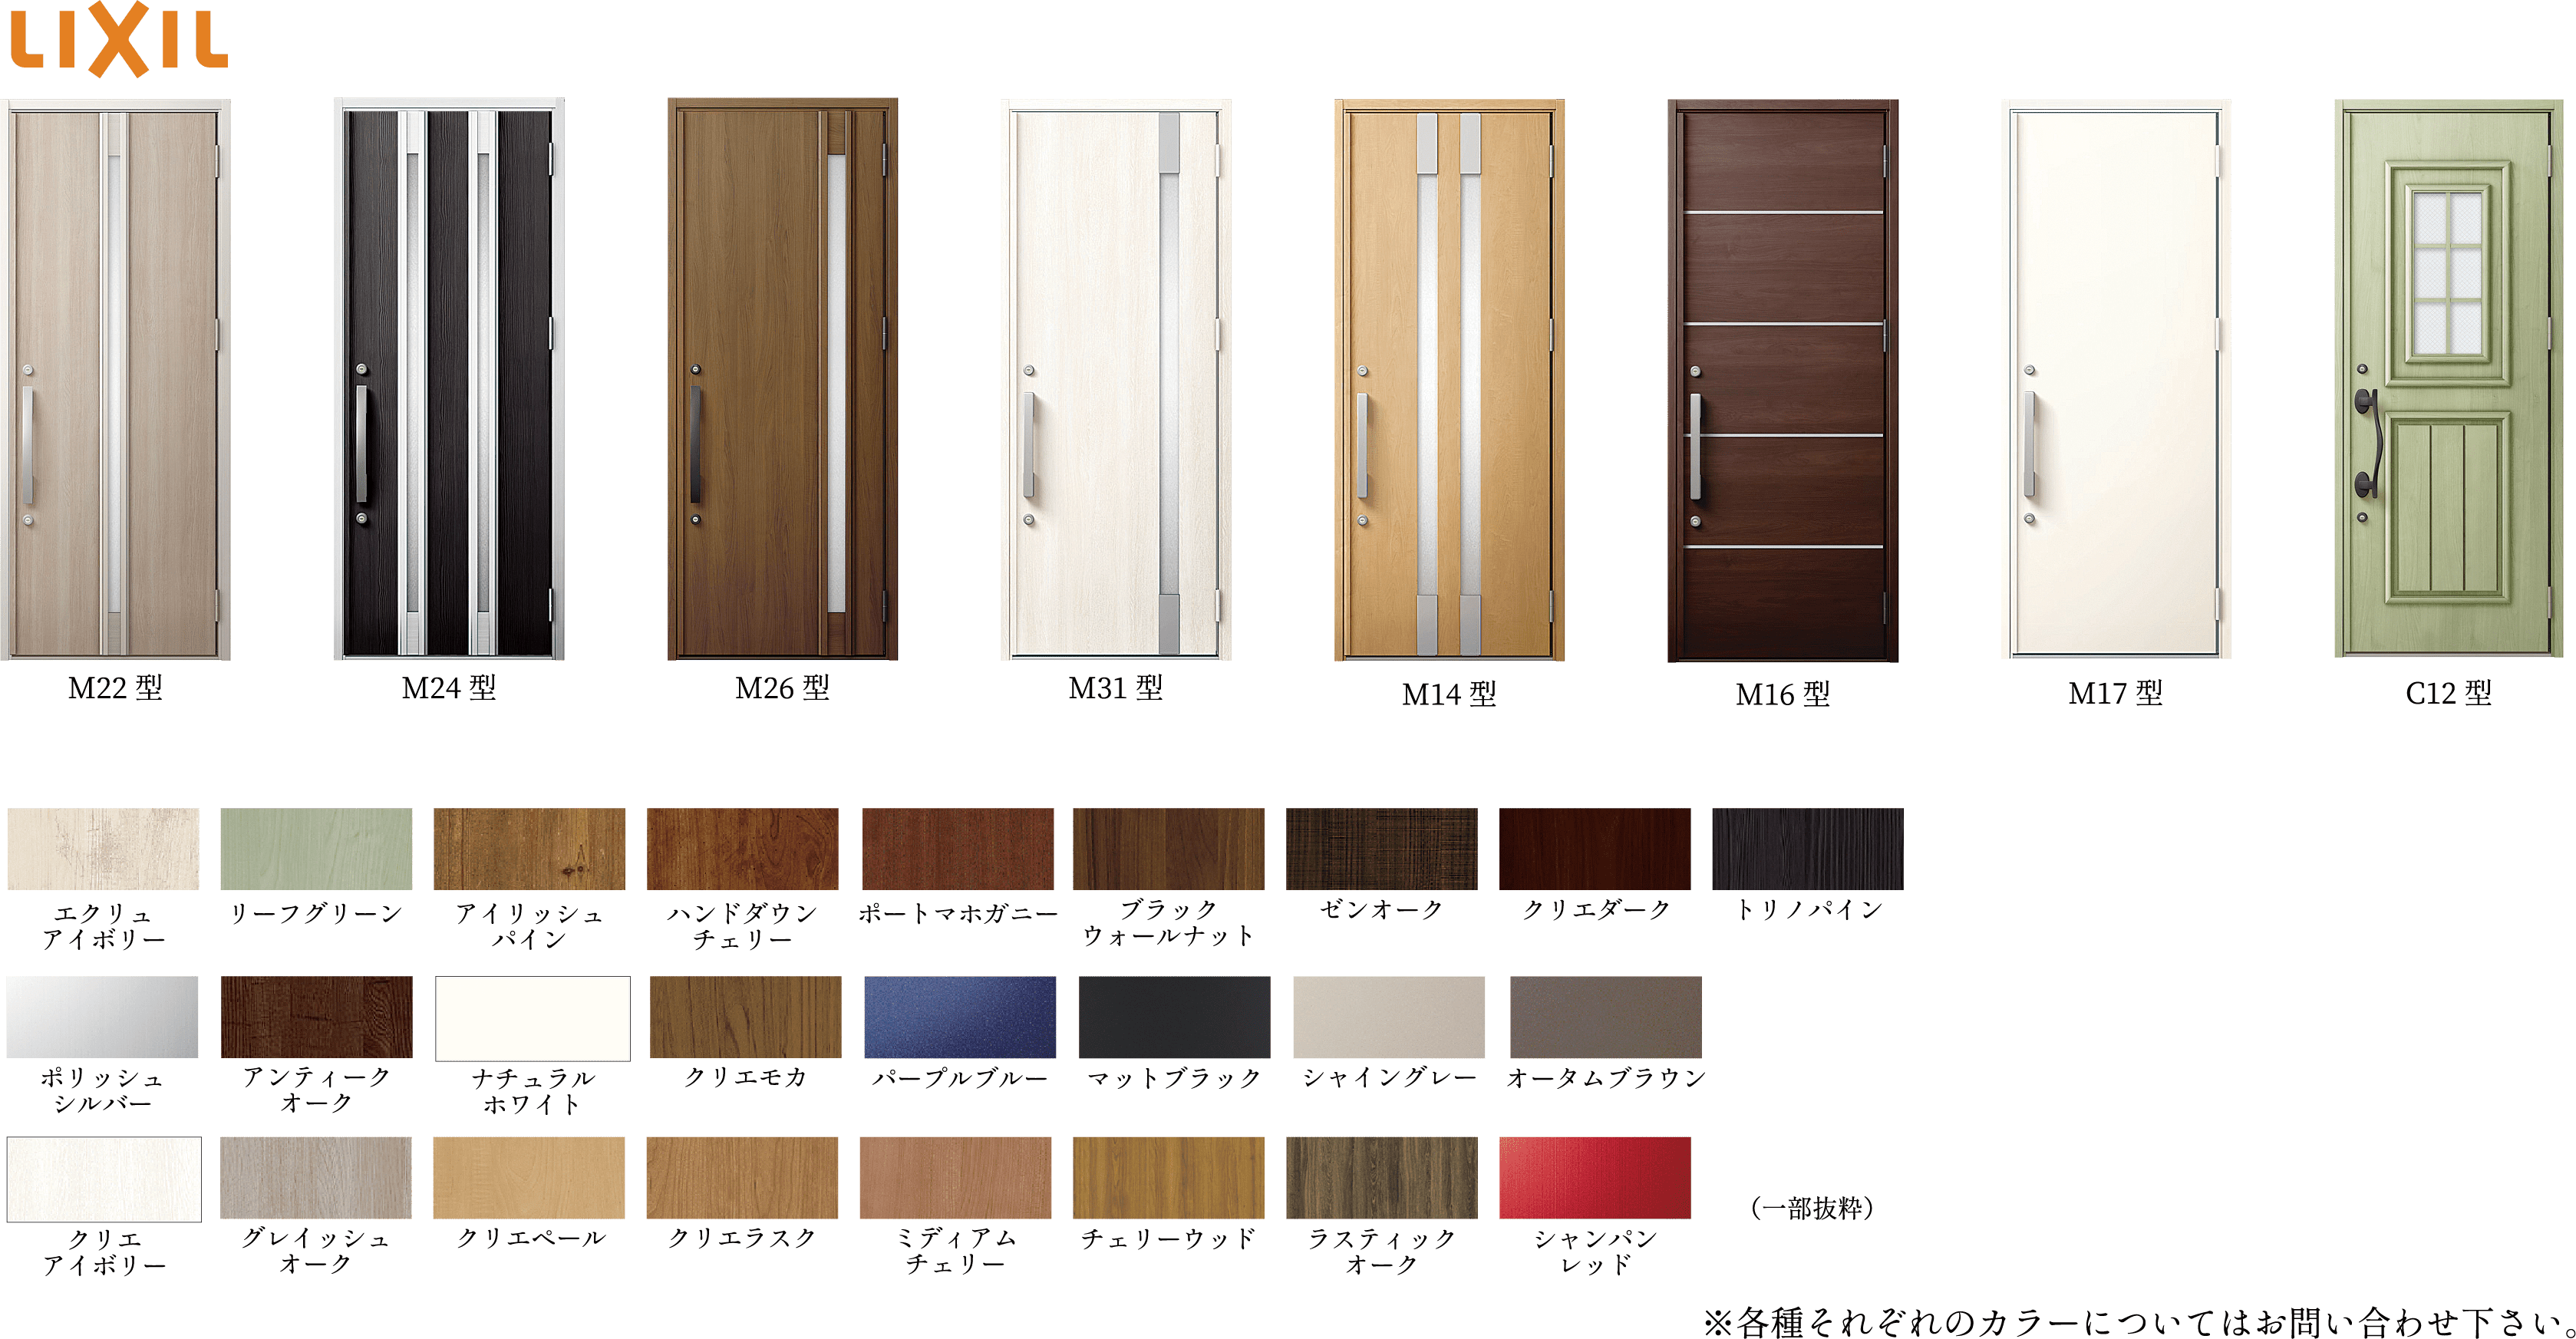 LIXIL
M22 型
M24 型
M26 型
M31 型
M14 型
M16 型
M17 型
C12 型
エクリュ
アイボリー
リーフグリーン
アイリッシュ
パイン
ハンドダウン
チェリー
ポートマホガニー
ブラック
ウォールナット
ゼンオーク
クリエダーク
トリノパイン
ポリッシュ
シルバー
アンティーク
オーク
ナチュラル
ホワイト
クリエモカ
パープルブルー
マットブラック
シャイングレー
オータムブラウン
クリエ
アイボリー
グレイッシュ
オーク
クリエペール
クリエラスク
ミディアム
チェリー
チェリーウッド
ラスティック
オーク
シャンパン
レッド
（一部抜粋）
※各種それぞれのカラーについてはお問い合わせ下さい。